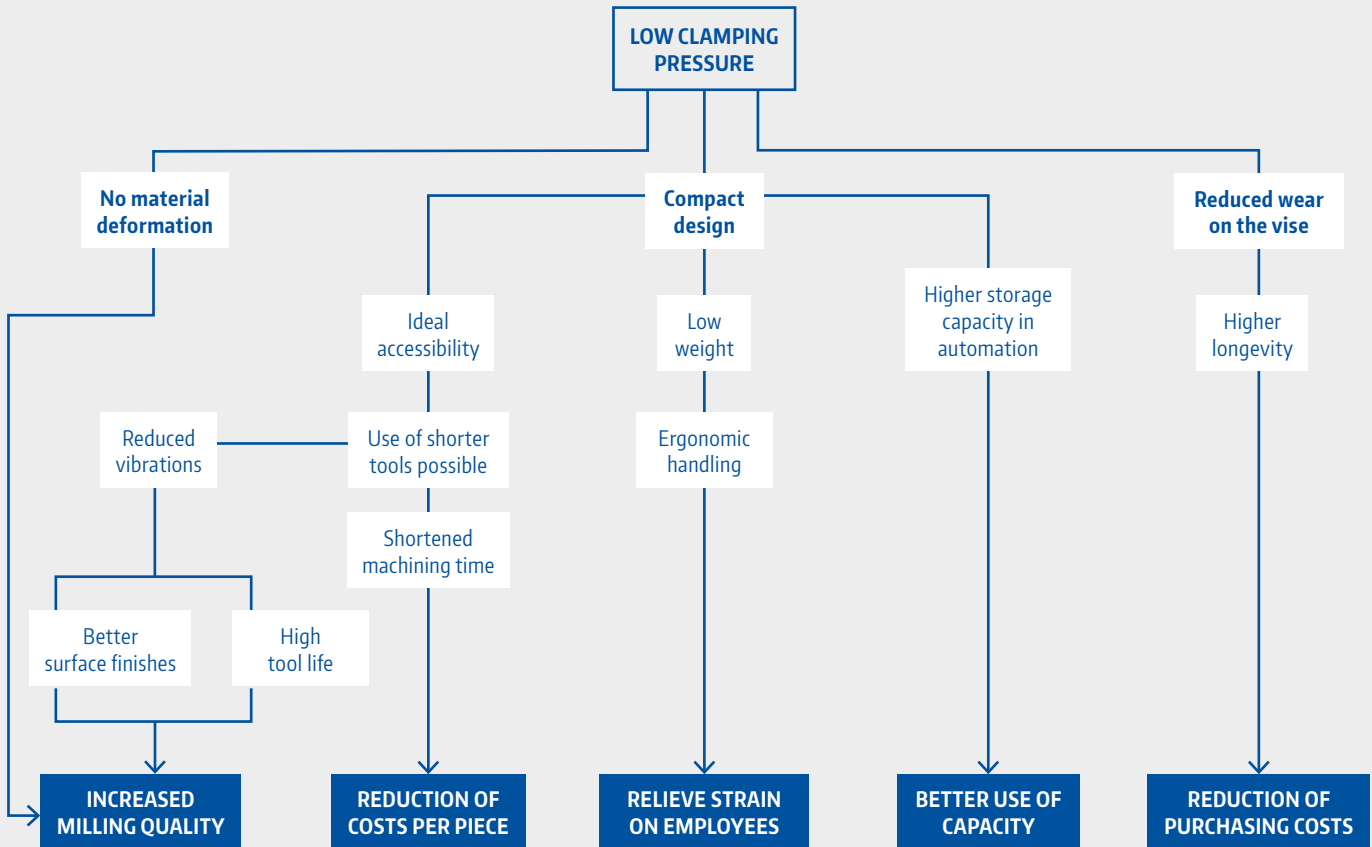 LOW CLAMPING
PRESSURE
No material
deformation
Compact
design
Reduced wear
on the vise
Ideal
accessibility
Low
weight
Higher storage
capacity in
automation
Higher
longevity
Reduced
vibrations
Use of shorter
tools possible
Ergonomic
handling
Shortened
machining time
Better
surface finishes
High
tool life
INCREASED
MILLING QUALITY
REDUCTION OF
COSTS PER PIECE
RELIEVE STRAIN
ON EMPLOYEES
BETTER USE OF
CAPACITY
REDUCTION OF
PURCHASING COSTS